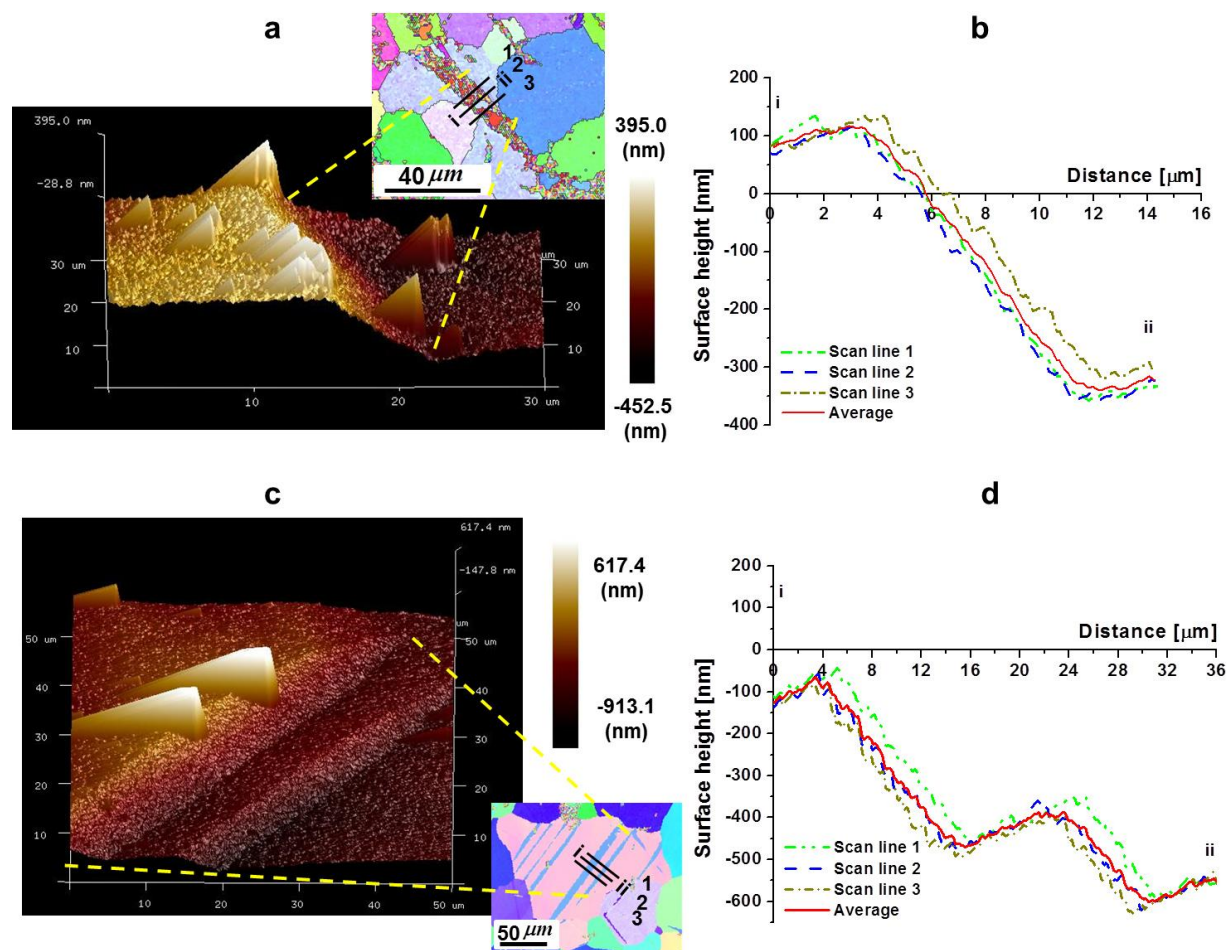 a
395.0 nm
-28.8 nm
30 um
20
10
10
20 um
30 um
30 um
20
10
1
2
3
i
ii
40 μm
395.0
(nm)
-452.5
(nm)
b
200
100
0
-100
-200
-300
-400
Surface height [nm]
Distance [μm]
0 2 4 6 8 10 12 14 16
i
ii
Scan line 1
Scan line 2
Scan line 3
Average
c
617.4 nm
-147.8 nm
um
50 um
40
30
20
10
50 um
40
30
20
10
10
20
30
40
50 um
617.4
(nm)
-913.1
(nm)
i
ii
1
2
3
50 μm
d
200
100
0
-100
-200
-300
-400
-500
-600
Surface height [nm]
Distance [μm]
0 4 8 12 16 20 24 28 32 36
i
ii
Scan line 1
Scan line 2
Scan line 3
Average